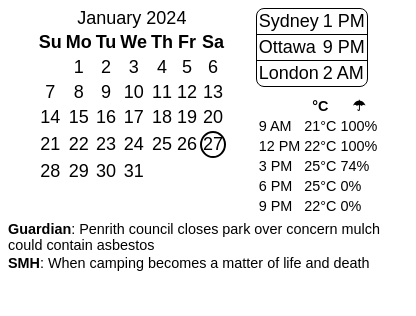 January 2024
Su Mo Tu We Th Fr Sa
1 2 3 4 5 6
7 8 9 10 11 12 13
14 15 16 17 18 19 20
21 22 23 24 25 26 27
28 29 30 31
Sydney 1 PM
Ottawa 9 PM
London 2 AM
°C ☂
9 AM 21°C 100%
12 PM 22°C 100%
3 PM 25°C 74%
6 PM 25°C 0%
9 PM 22°C 0%
Guardian: Penrith council closes park over concern mulch
could contain asbestos
SMH: When camping becomes a matter of life and death